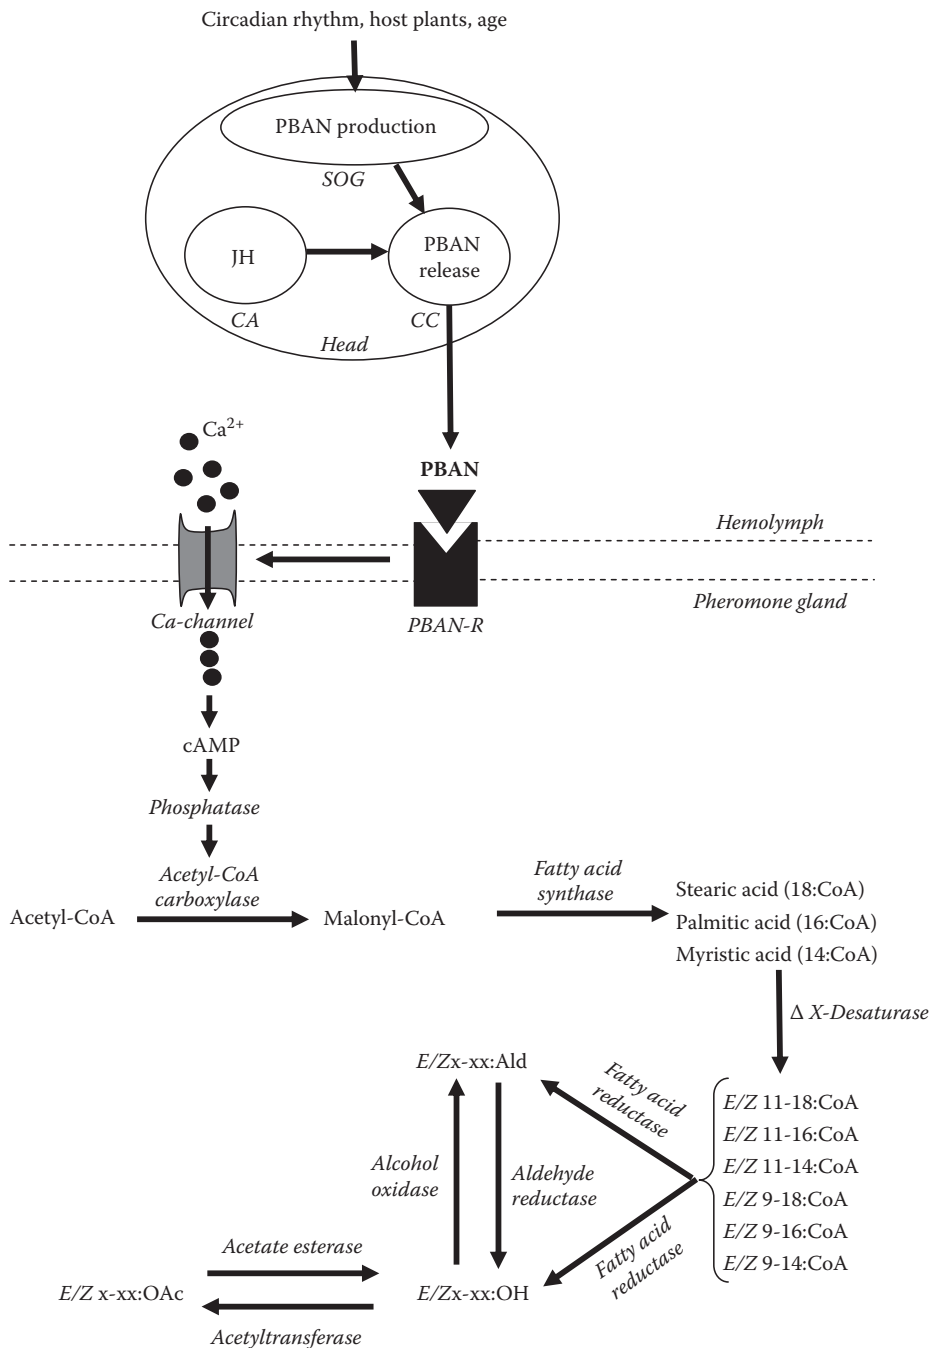 Circadian rhythm, host plants, age
PBAN production
SOG
JH
PBAN
release
CA
CC
Head
Ca2+
PBAN
Hemolymph
Pheromone gland
Ca-channel
PBAN-R
cAMP
Phosphatase
Acetyl-CoA
carboxylase
Acetyl-CoA
Malonyl-CoA
Fatty acid
synthase
Stearic acid (18:CoA)
Palmitic acid (16:CoA)
Myristic acid (14:CoA)
Δ X-Desaturase
E/Zx-xx:Ald
Fatty acid
reductase
E/Z 11-18:CoA
E/Z 11-16:CoA
E/Z 11-14:CoA
E/Z 9-18:CoA
E/Z 9-16:CoA
E/Z 9-14:CoA
Alcohol
oxidase
Aldehyde
reductase
Fatty acid
reductase
Acetate esterase
E/Z x-xx:OAc
E/Zx-xx:OH
Acetyltransferase